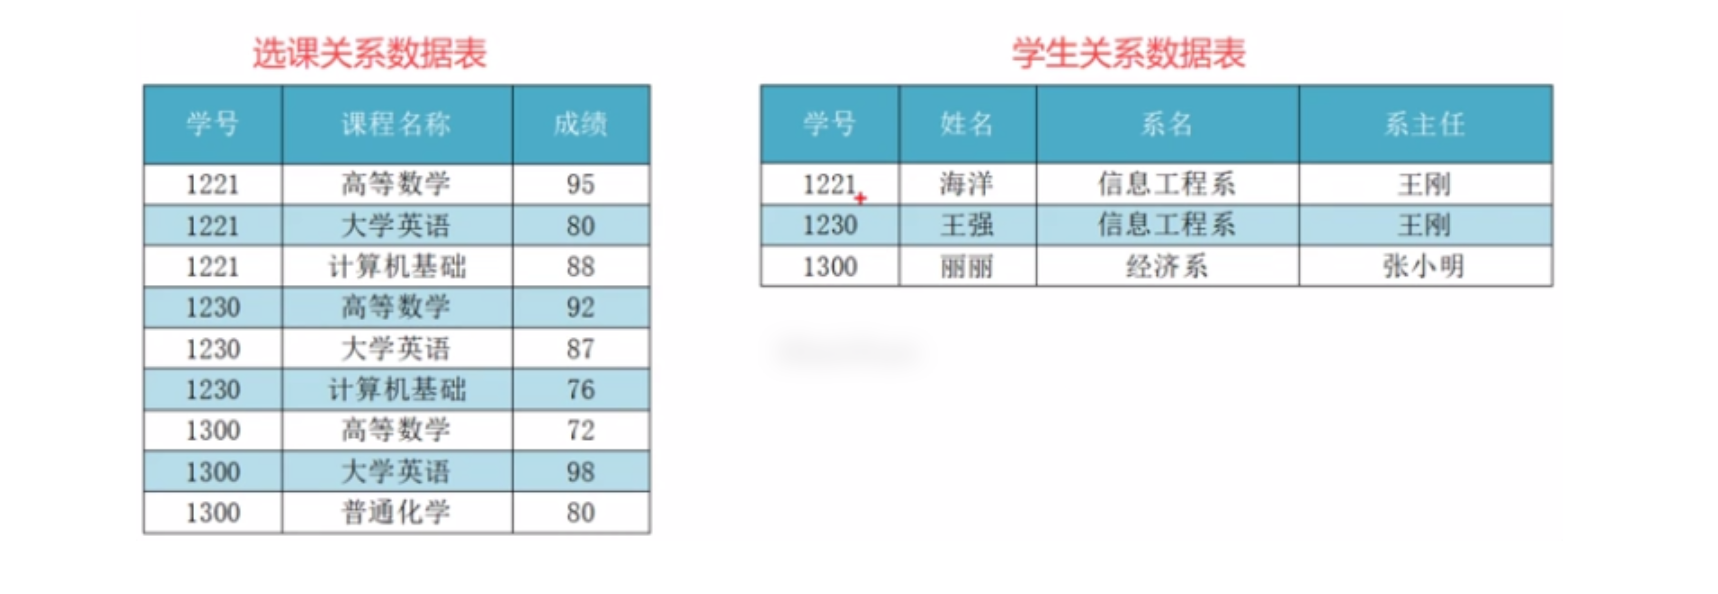 选课关系数据表
学号 课程名称 成绩
1221 高等数学 95
1221 大学英语 80
1221 计算机基础 88
1230 高等数学 92
1230 大学英语 87
1230 计算机基础 76
1300 高等数学 72
1300 大学英语 98
1300 普通化学 80
学生关系数据表
学号 姓名 系名 系主任
1221 海洋 信息工程系 王刚
1230 王强 信息工程系 王刚
1300 丽丽 经济系 张小明